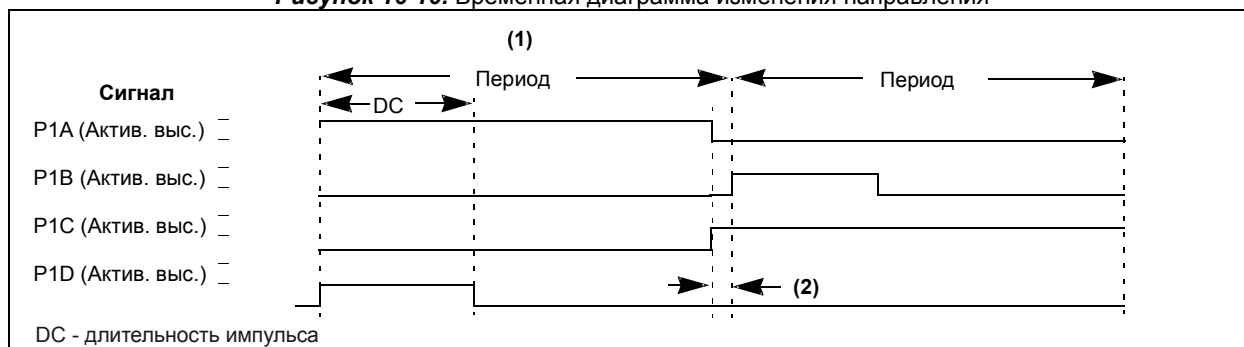 (1)
Период Период
Сигнал
DC
P1A (Актив. выс.)
P1B (Актив. выс.)
P1C (Актив. выс.)
P1D (Актив. выс.)
(2)
DC - длительность импульса